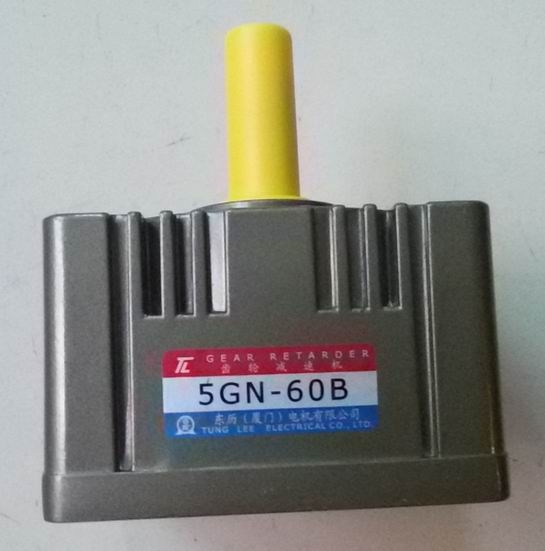 TL GEAR RETARDER
齿轮减速机
5GN-60B
东历(厦门)电机有限公司
TUNG LEE ELECTRICAL CO., LTD.